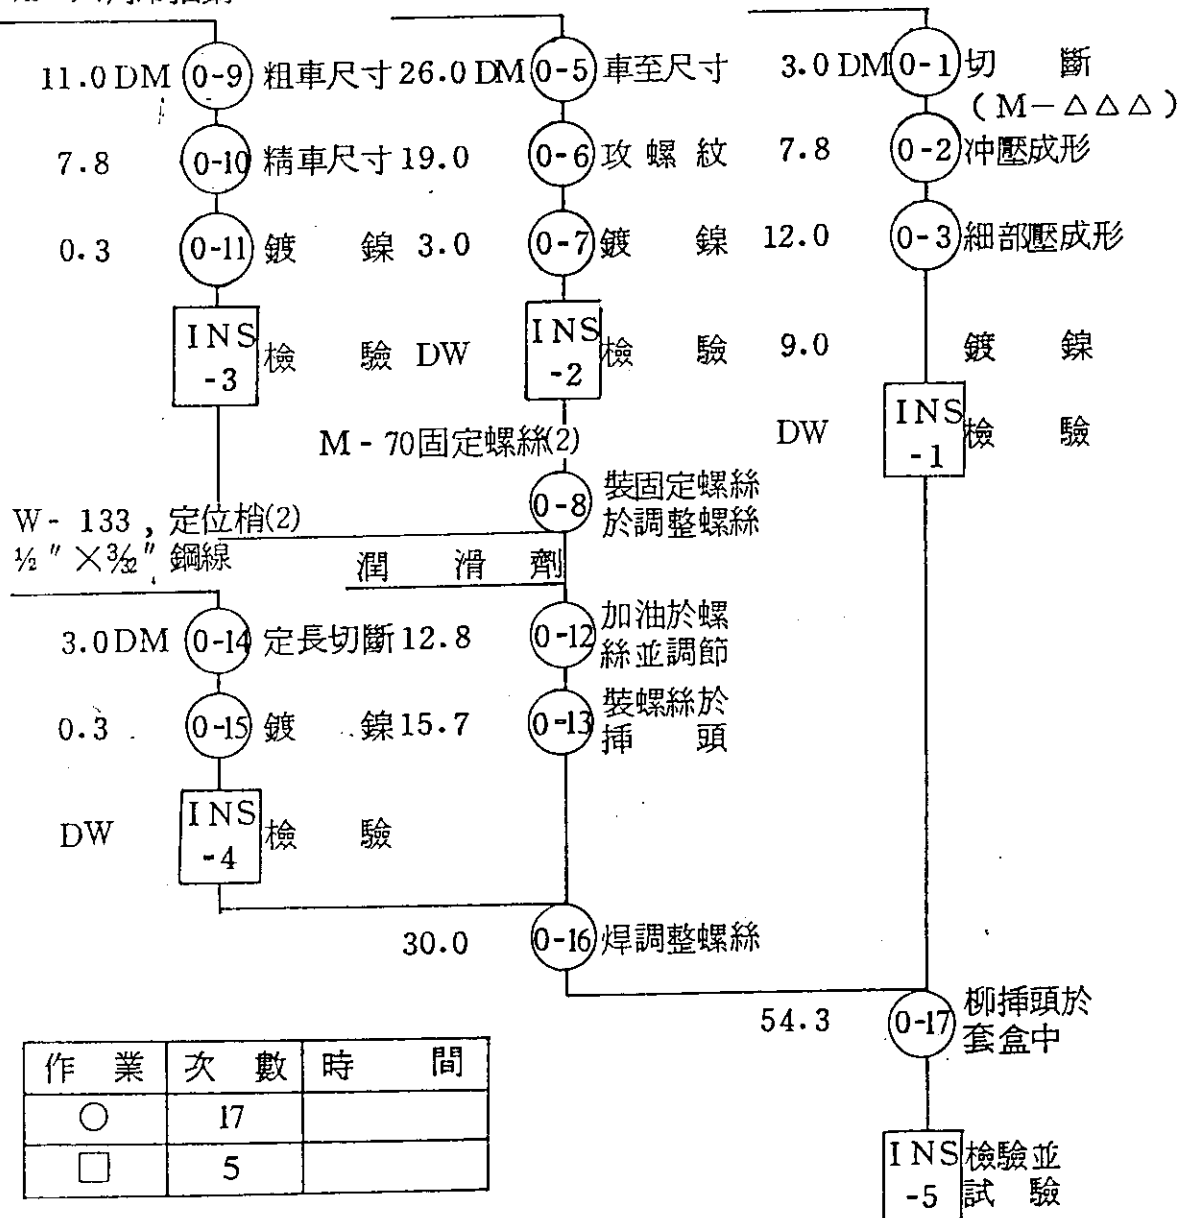 11.0 DM 0-9 粗車尺寸 26.0 DM 0-5 車至尺寸 3.0 DM 0-1 切 斷
(M-△△△)
7.8 0-10 精車尺寸 19.0 0-6 攻螺紋 7.8 0-2 冲壓成形
0.3 0-11 鍍 鎳 3.0 0-7 鍍 鎳 12.0 0-3 細部壓成形
INS -3 檢 驗 DW INS -2 檢 驗 9.0 鍍 鎳
M-70固定螺絲(2) DW INS -1 檢 驗
0-8 裝固定螺絲
於調整螺絲
W-133,定位梢(2)
½"×3/32"鋼線
潤 滑 劑
3.0 DM 0-14 定長切斷 12.8 0-12 加油於螺
絲並調節
0.3 0-15 鍍 鎳 15.7 0-13 裝螺絲於
插 頭
DW INS -4 檢 驗
30.0 0-16 焊調整螺絲
54.3 0-17 柳插頭於
套盒中
作 業 次 數 時 間
○ 17
□ 5
INS -5 檢驗並
試 驗